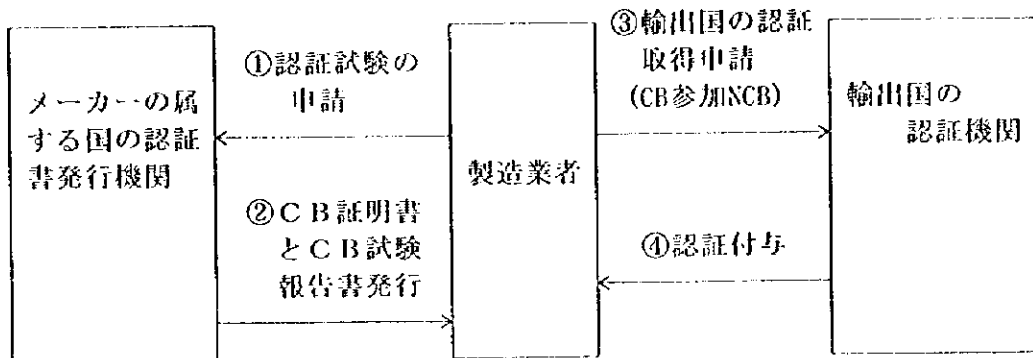 メーカーの属
する国の認証
書発行機関
①認証試験の
申請
②CB証明書
とCB試験
報告書発行
製造業者
③輸出国の認証
取得申請
(CB参加NCB)
④認証付与
輸出国の
認証機関